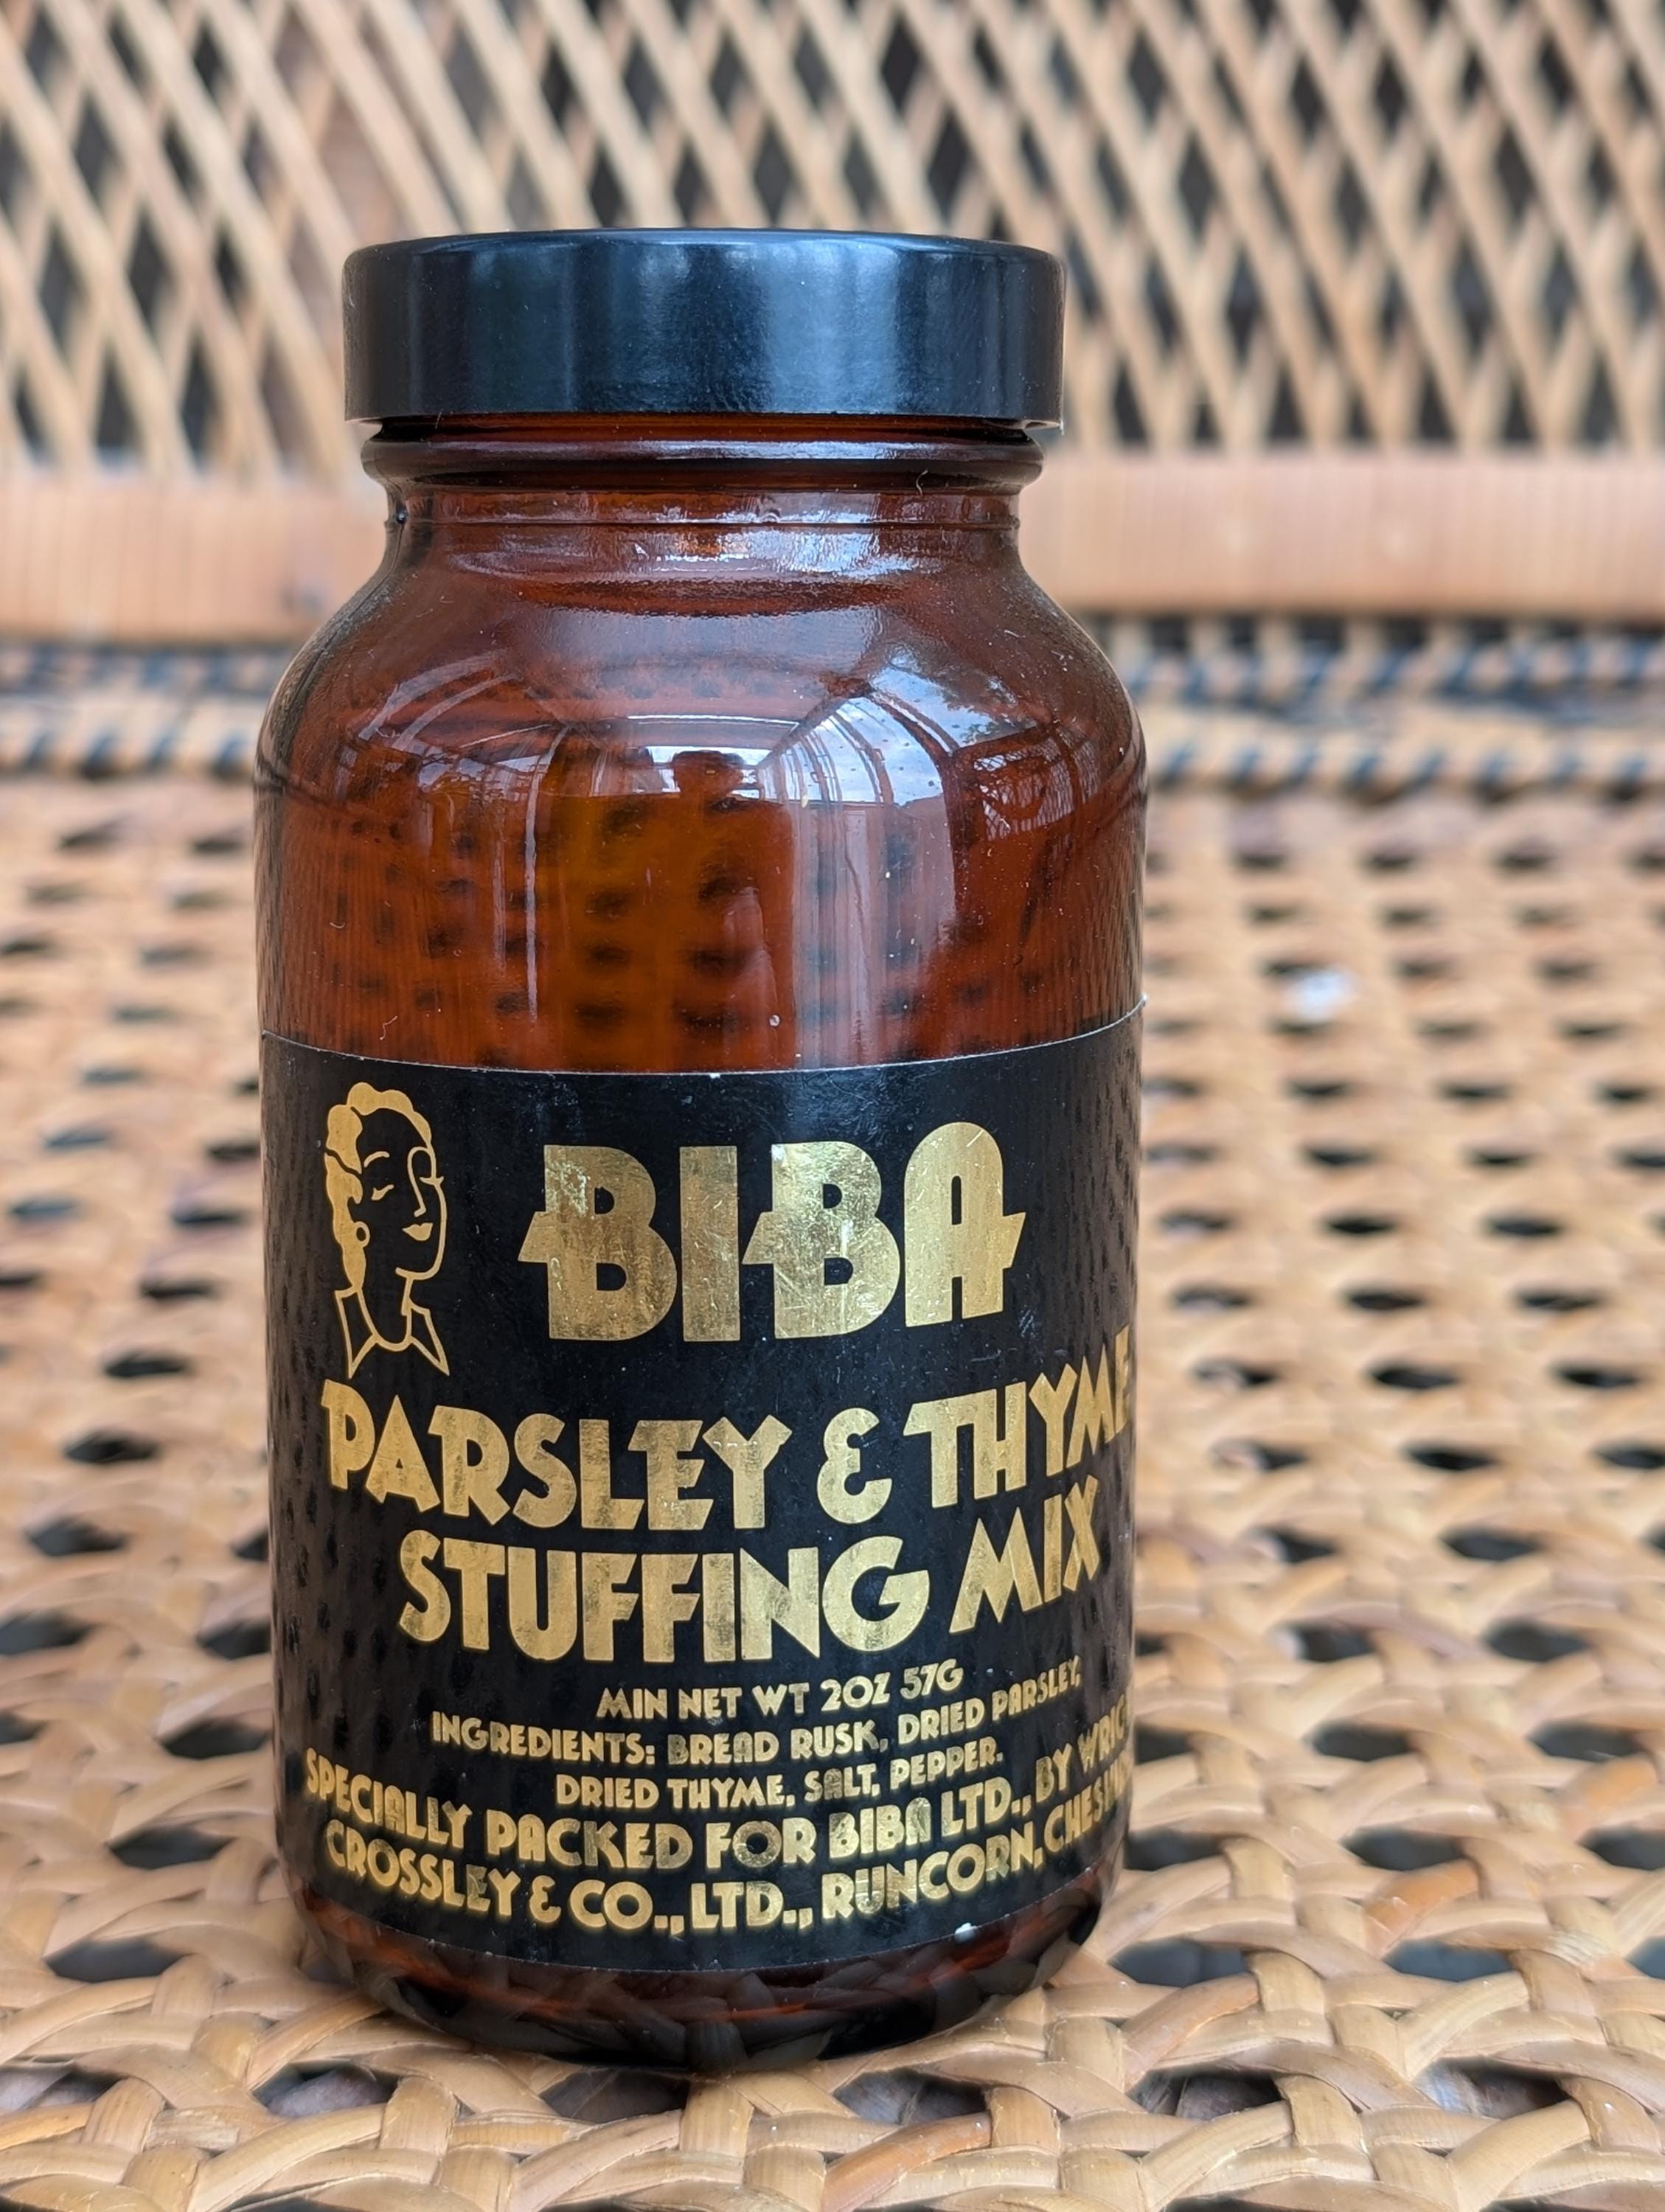 BIBA
PARSLEY & THYME
STUFFING MIX
MIN NET WT 2OZ 57G
INGREDIENTS: BREAD RUSK, DRIED PARSLEY,
DRIED THYME, SALT, PEPPER.
SPECIALLY PACKED FOR BIBA LTD., BY
CROSSLEY & CO., LTD., RUNCORN,